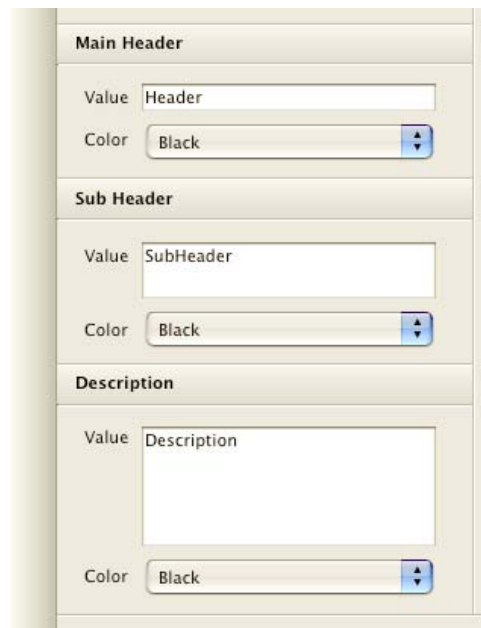 Main Header
Value Header
Color Black
Sub Header
Value SubHeader
Color Black
Description
Value Description
Color Black